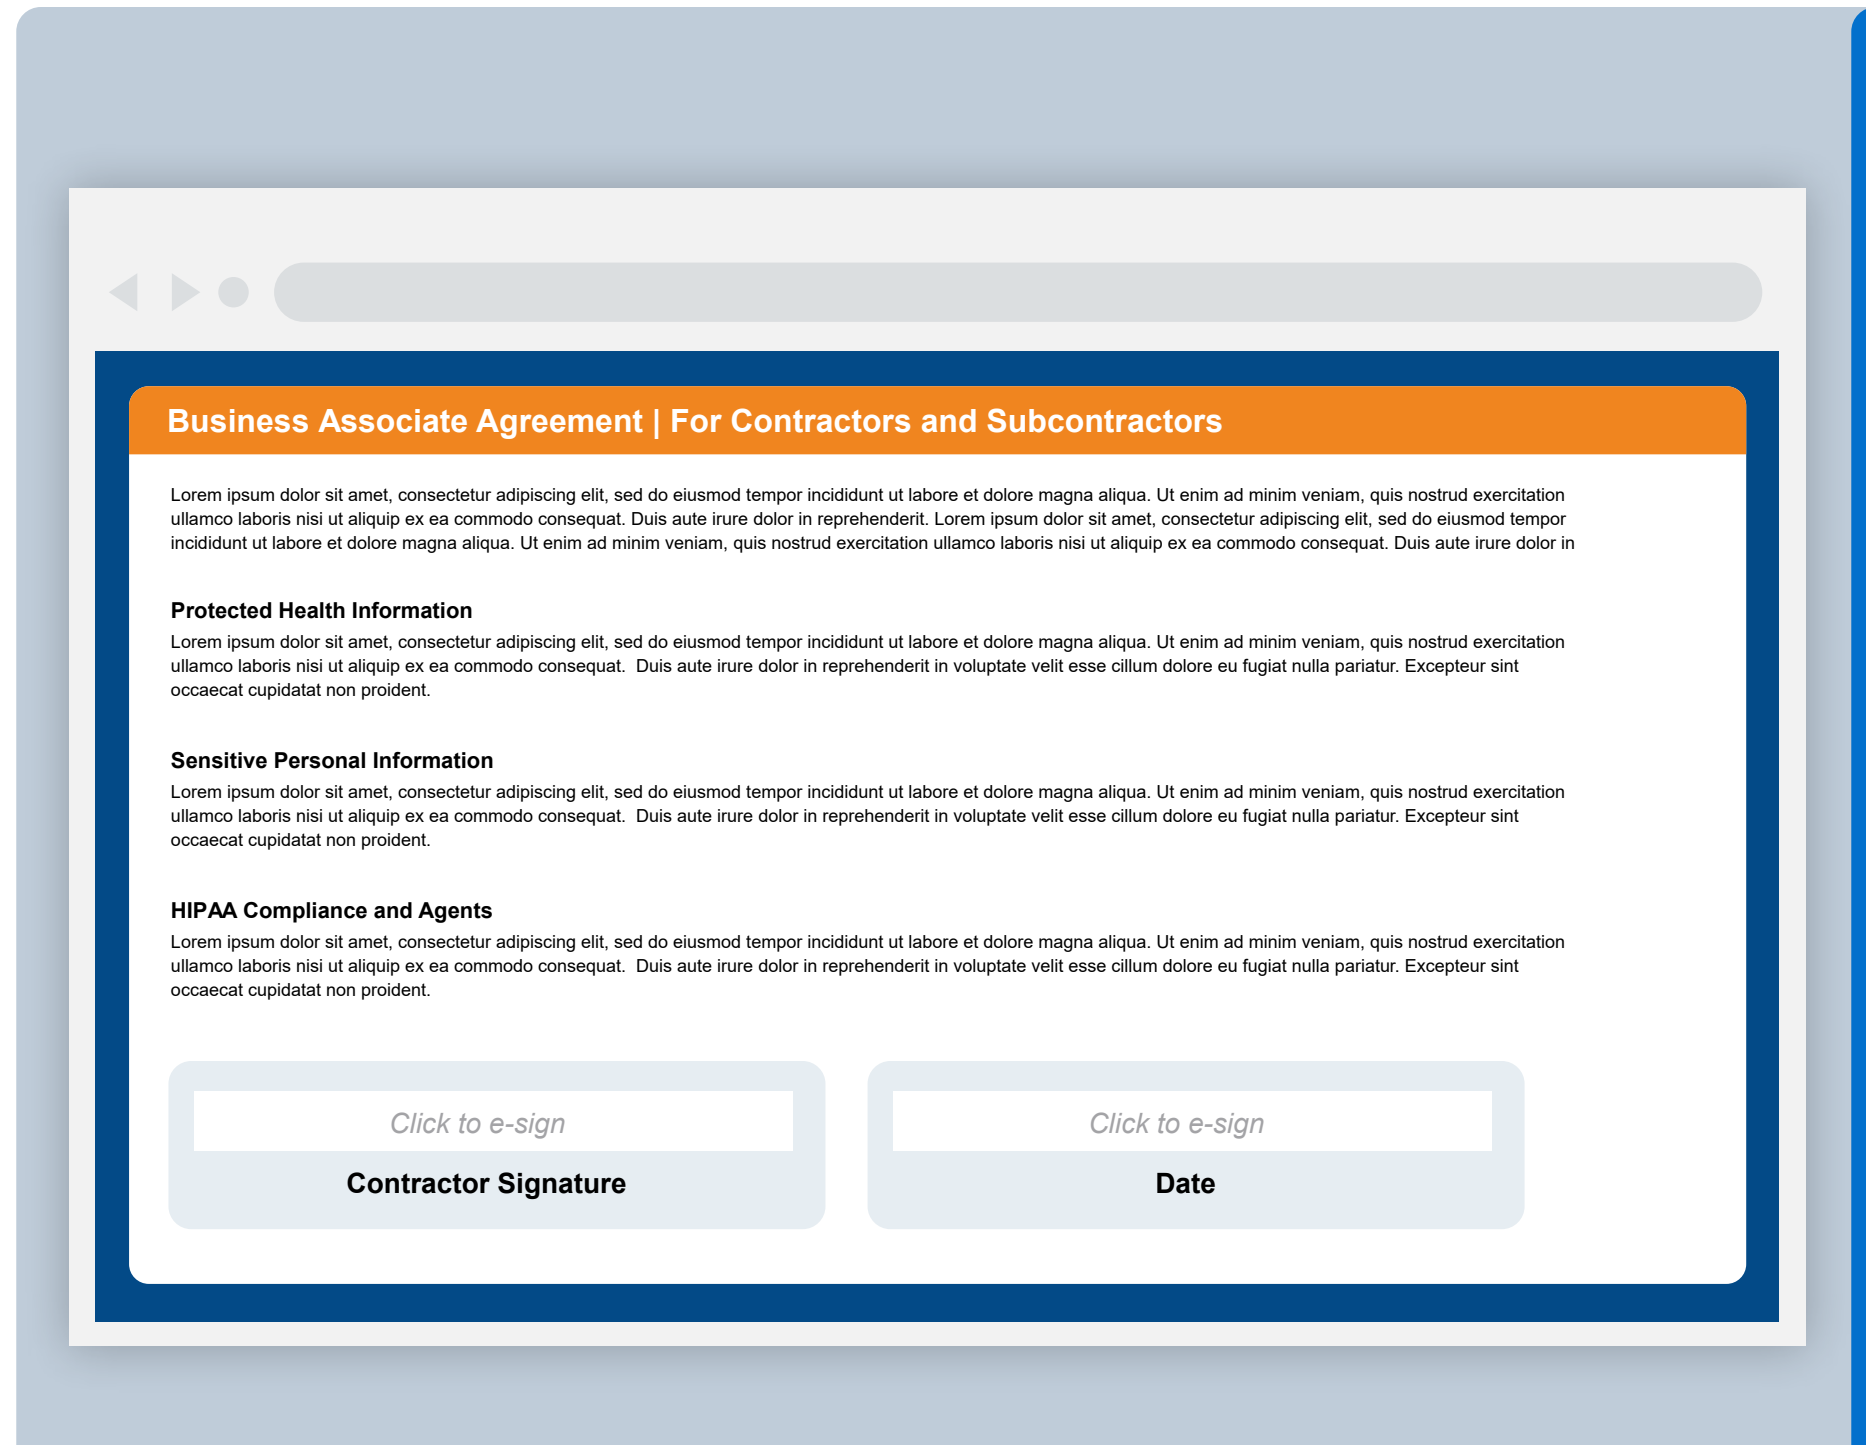 Business Associate Agreement | For Contractors and Subcontractors
Lorem ipsum dolor sit amet, consectetur adipiscing elit, sed do eiusmod tempor incididunt ut labore et dolore magna aliqua. Ut enim ad minim veniam, quis nostrud exercitation
ullamco laboris nisi ut aliquip ex ea commodo consequat. Duis aute irure dolor in reprehenderit. Lorem ipsum dolor sit amet, consectetur adipiscing elit, sed do eiusmod tempor
incididunt ut labore et dolore magna aliqua. Ut enim ad minim veniam, quis nostrud exercitation ullamco laboris nisi ut aliquip ex ea commodo consequat. Duis aute irure dolor in
Protected Health Information
Lorem ipsum dolor sit amet, consectetur adipiscing elit, sed do eiusmod tempor incididunt ut labore et dolore magna aliqua. Ut enim ad minim veniam, quis nostrud exercitation
ullamco laboris nisi ut aliquip ex ea commodo consequat.  Duis aute irure dolor in reprehenderit in voluptate velit esse cillum dolore eu fugiat nulla pariatur. Excepteur sint
occaecat cupidatat non proident.
Sensitive Personal Information
Lorem ipsum dolor sit amet, consectetur adipiscing elit, sed do eiusmod tempor incididunt ut labore et dolore magna aliqua. Ut enim ad minim veniam, quis nostrud exercitation
ullamco laboris nisi ut aliquip ex ea commodo consequat.  Duis aute irure dolor in reprehenderit in voluptate velit esse cillum dolore eu fugiat nulla pariatur. Excepteur sint
occaecat cupidatat non proident.
HIPAA Compliance and Agents
Lorem ipsum dolor sit amet, consectetur adipiscing elit, sed do eiusmod tempor incididunt ut labore et dolore magna aliqua. Ut enim ad minim veniam, quis nostrud exercitation
ullamco laboris nisi ut aliquip ex ea commodo consequat.  Duis aute irure dolor in reprehenderit in voluptate velit esse cillum dolore eu fugiat nulla pariatur. Excepteur sint
occaecat cupidatat non proident.
Click to e-sign
Contractor Signature
Click to e-sign
Date